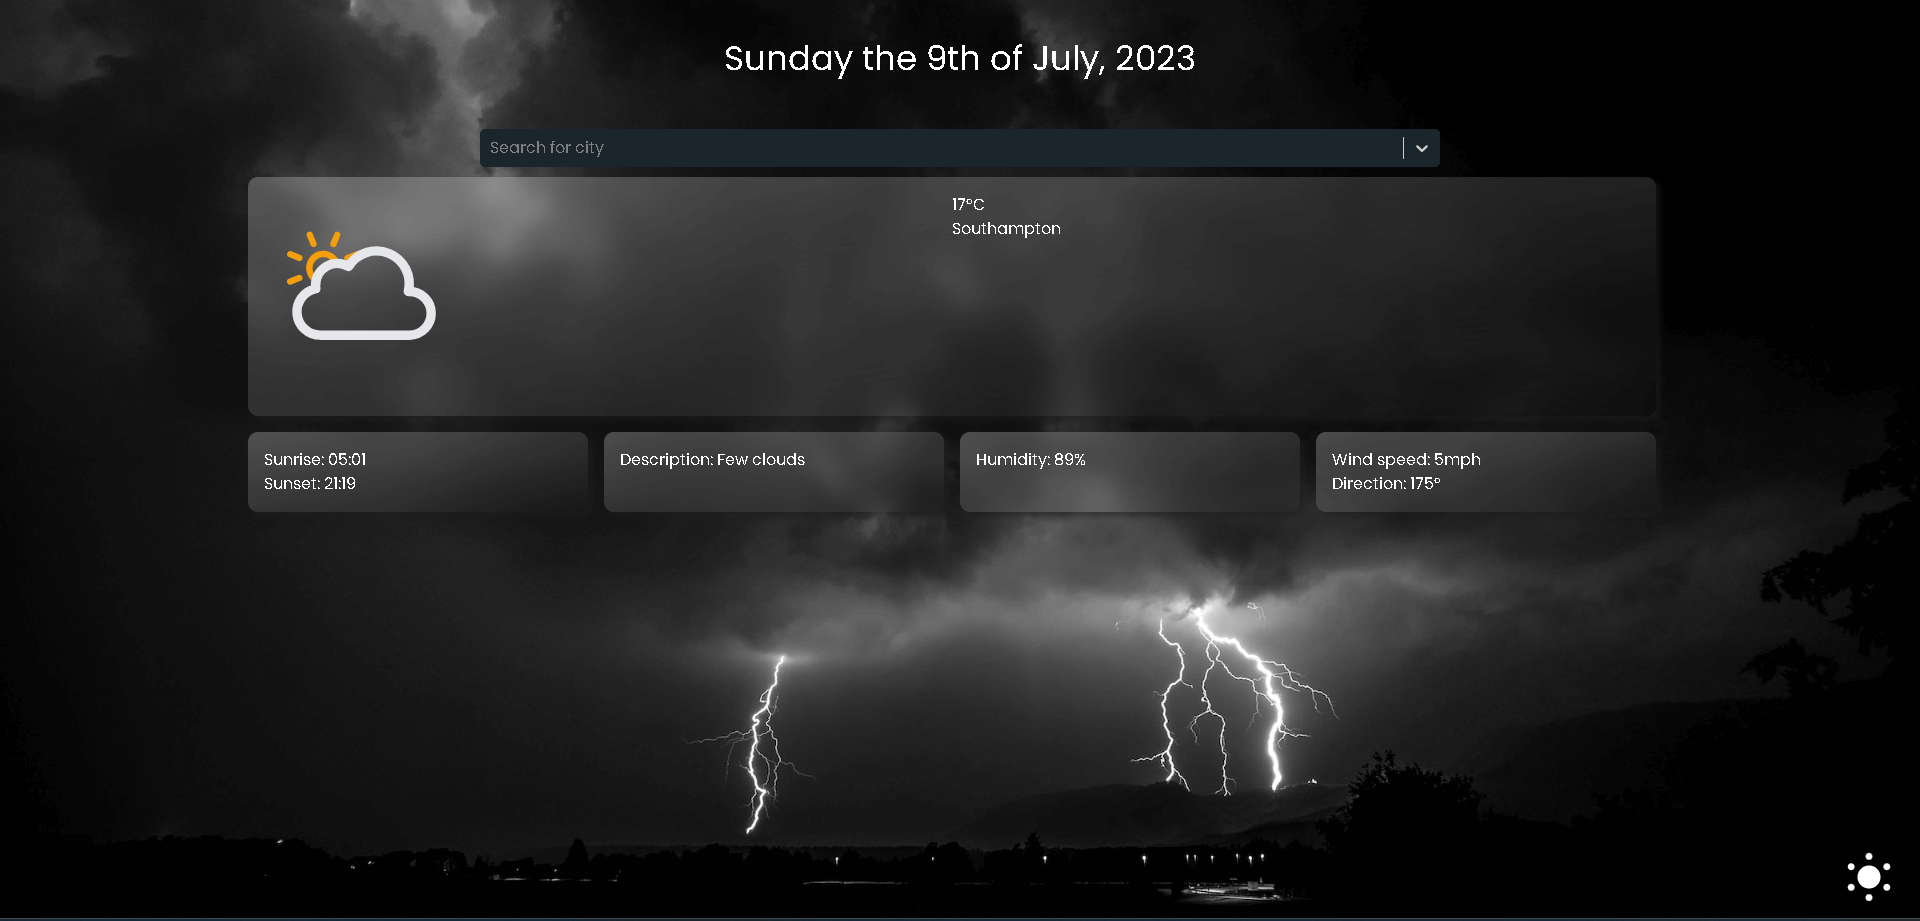 Sunday the 9th of July, 2023
Search for city
17°C
Southampton
Sunrise: 05:01
Sunset: 21:19
Description: Few clouds
Humidity: 89%
Wind speed: 5mph
Direction: 175°